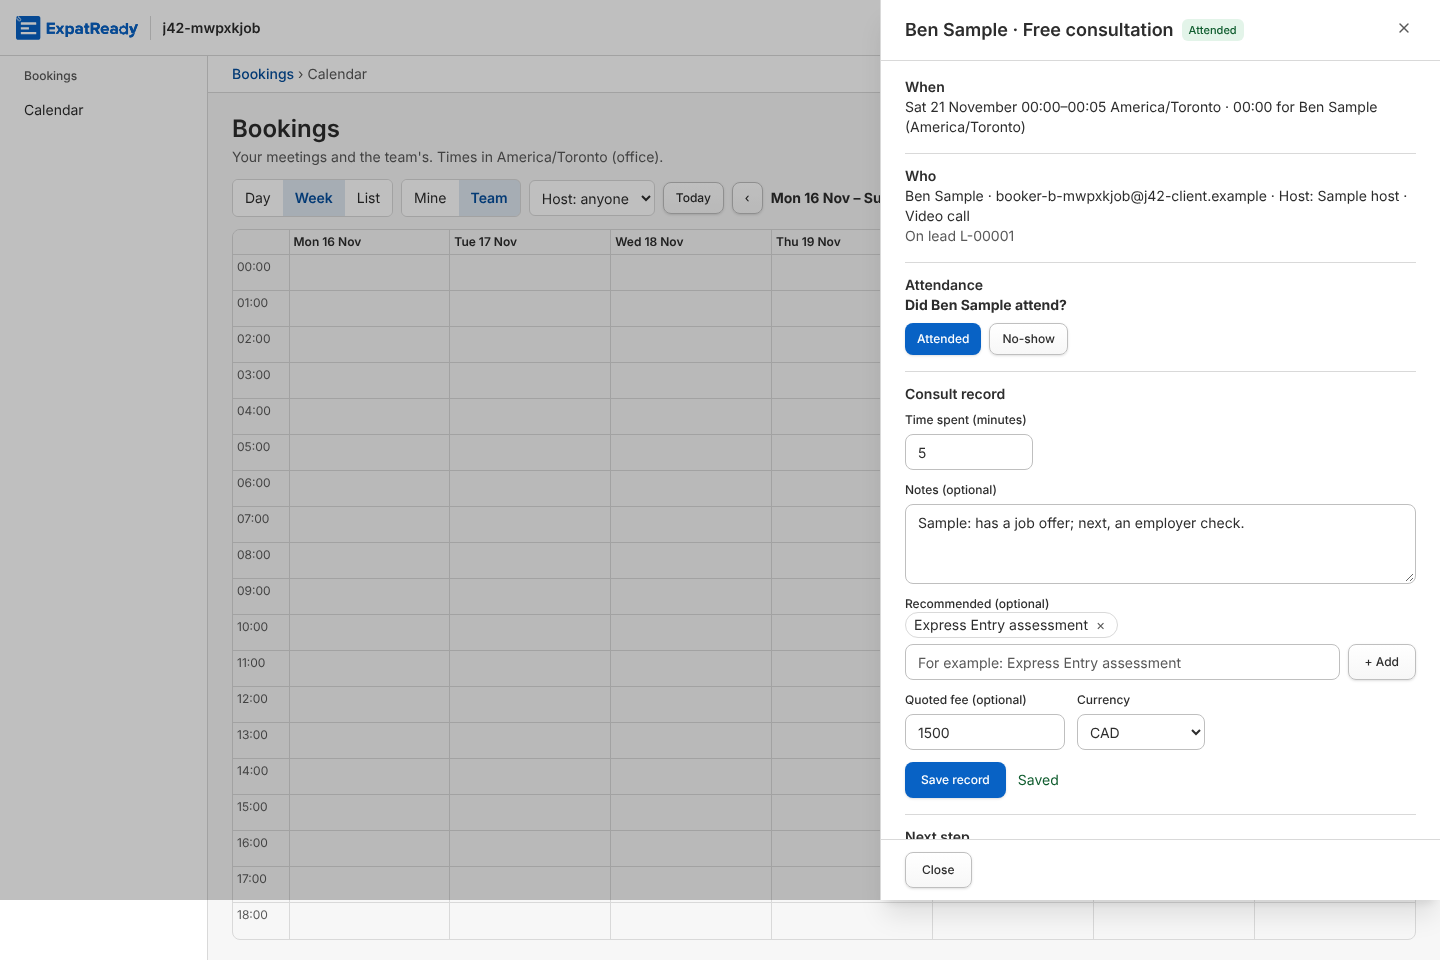 ExpatReady
j42-mwpxkjob
Bookings
Calendar
Bookings › Calendar
Bookings
Your meetings and the team's. Times in America/Toronto (office).
Day Week List Mine Team Host: anyone Today ‹ Mon 16 Nov – Su
Mon 16 Nov Tue 17 Nov Wed 18 Nov Thu 19 Nov
00:00
01:00
02:00
03:00
04:00
05:00
06:00
07:00
08:00
09:00
10:00
11:00
12:00
13:00
14:00
15:00
16:00
17:00
18:00
Ben Sample · Free consultation Attended ×
When
Sat 21 November 00:00–00:05 America/Toronto · 00:00 for Ben Sample
(America/Toronto)
Who
Ben Sample · booker-b-mwpxkjob@j42-client.example · Host: Sample host ·
Video call
On lead L-00001
Attendance
Did Ben Sample attend?
Attended No-show
Consult record
Time spent (minutes)
5
Notes (optional)
Sample: has a job offer; next, an employer check.
Recommended (optional)
Express Entry assessment ×
For example: Express Entry assessment + Add
Quoted fee (optional) Currency
1500 CAD
Save record Saved
Next step
Close